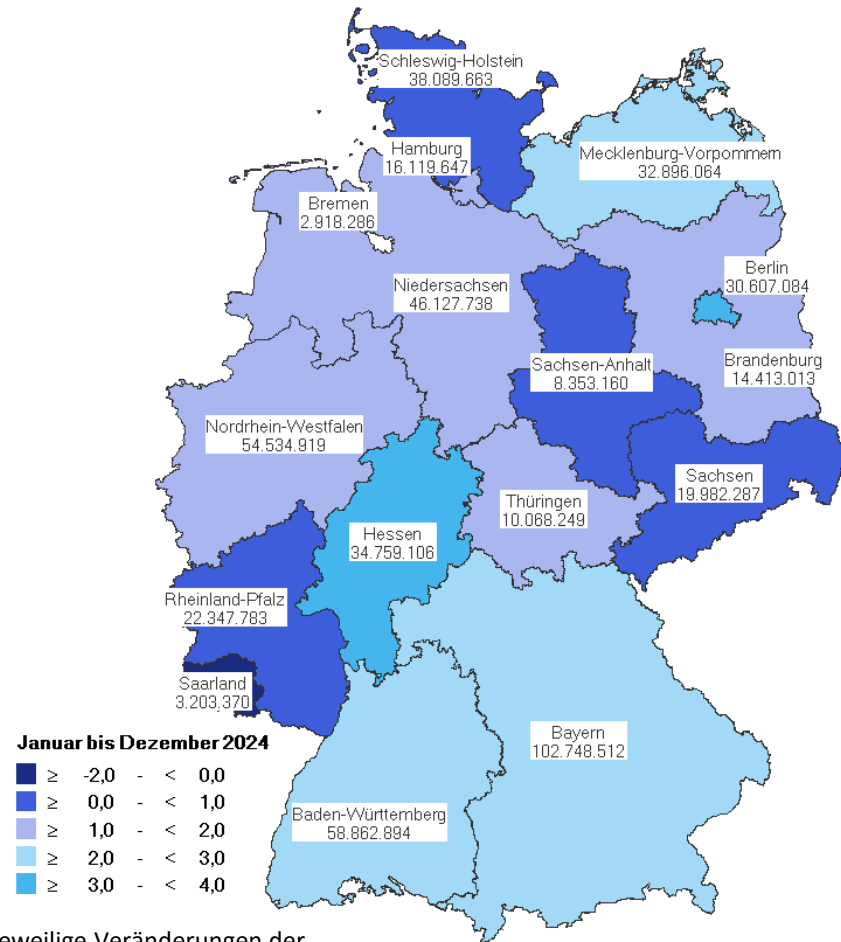 Schleswig-Holstein
38.089.663
Hamburg
16.119.647
Mecklenburg-Vorpommern
32.896.064
Bremen
2.918.286
Niedersachsen
46.127.738
Berlin
30.607.084
Sachsen-Anhalt
8.353.160
Brandenburg
14.413.013
Nordrhein-Westfalen
54.534.919
Sachsen
19.982.287
Thüringen
10.068.249
Hessen
34.759.106
Rheinland-Pfalz
22.347.783
Saarland
3.203.370
Bayern
102.748.512
Baden-Württemberg
58.862.894
Januar bis Dezember 2024
≥ -2,0 - < 0,0
≥ 0,0 - < 1,0
≥ 1,0 - < 2,0
≥ 2,0 - < 3,0
≥ 3,0 - < 4,0
eweilige Veränderungen der